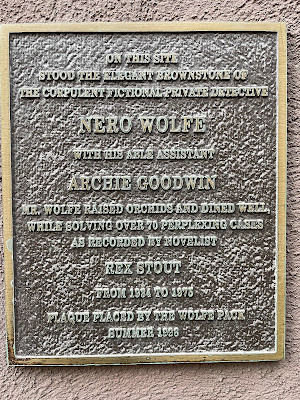 ON THIS SITE
STOOD THE ELEGANT BROWNSTONE OF
THE CORPULENT FICTIONAL PRIVATE DETECTIVE
NERO WOLFE
WITH HIS ABLE ASSISTANT
ARCHIE GOODWIN
MR. WOLFE RAISED ORCHIDS AND DINED WELL,
WHILE SOLVING OVER 70 PERPLEXING CASES
AS RECORDED BY NOVELIST
REX STOUT
FROM 1934 TO 1975
PLAQUE PLACED BY THE WOLFE PACK
SUMMER 1996